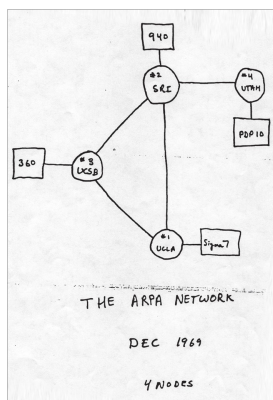 940
#2
SRI
#4
UTAH
PDP10
360
#3
UCSB
#1
UCLA
Sigma7
THE ARPA NETWORK
DEC 1969
4 NODES